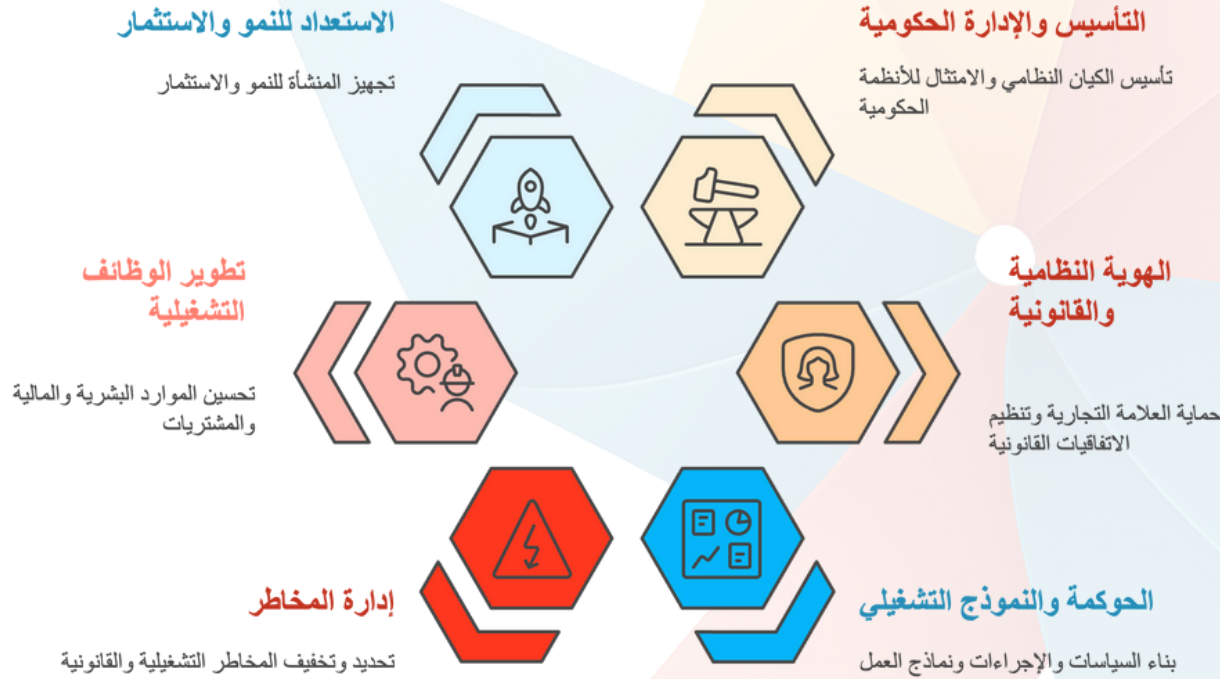 التأسيس والإدارة الحكومية
تأسيس الكيان النظامي والامتثال للأنظمة
الحكومية
الهوية النظامية
والقانونية
حماية العلامة التجارية وتنظيم
الاتفاقيات القانونية
الحوكمة والنموذج التشغيلي
بناء السياسات والإجراءات ونماذج العمل
إدارة المخاطر
تحديد وتخفيف المخاطر التشغيلية والقانونية
تطوير الوظائف
التشغيلية
تحسين الموارد البشرية والمالية
والمشتريات
الاستعداد للنمو والاستثمار
تجهيز المنشأة للنمو والاستثمار